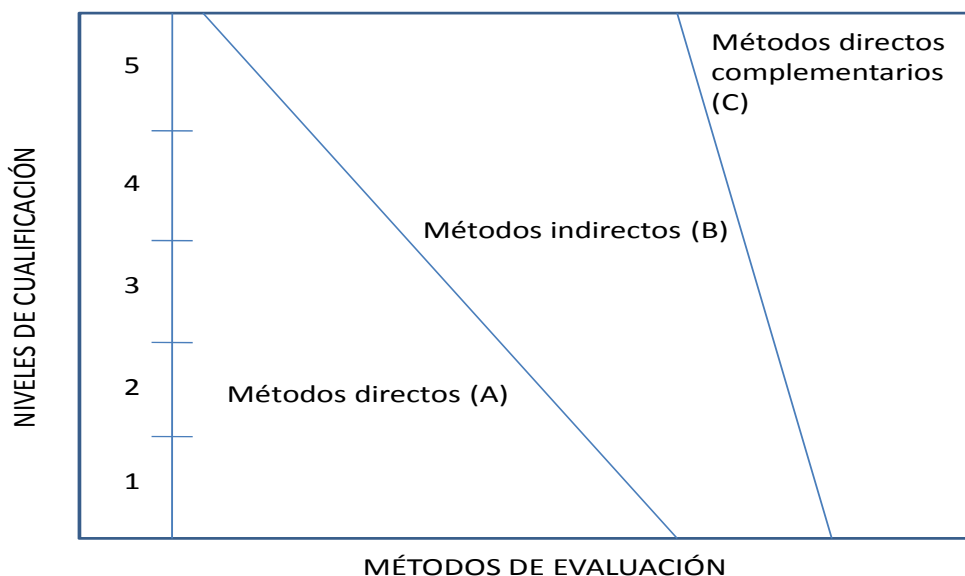 NIVELES DE CUALIFICACIÓN
5
4
3
2
1
Métodos directos (A)
Métodos indirectos (B)
Métodos directos
complementarios
(C)
MÉTODOS DE EVALUACIÓN